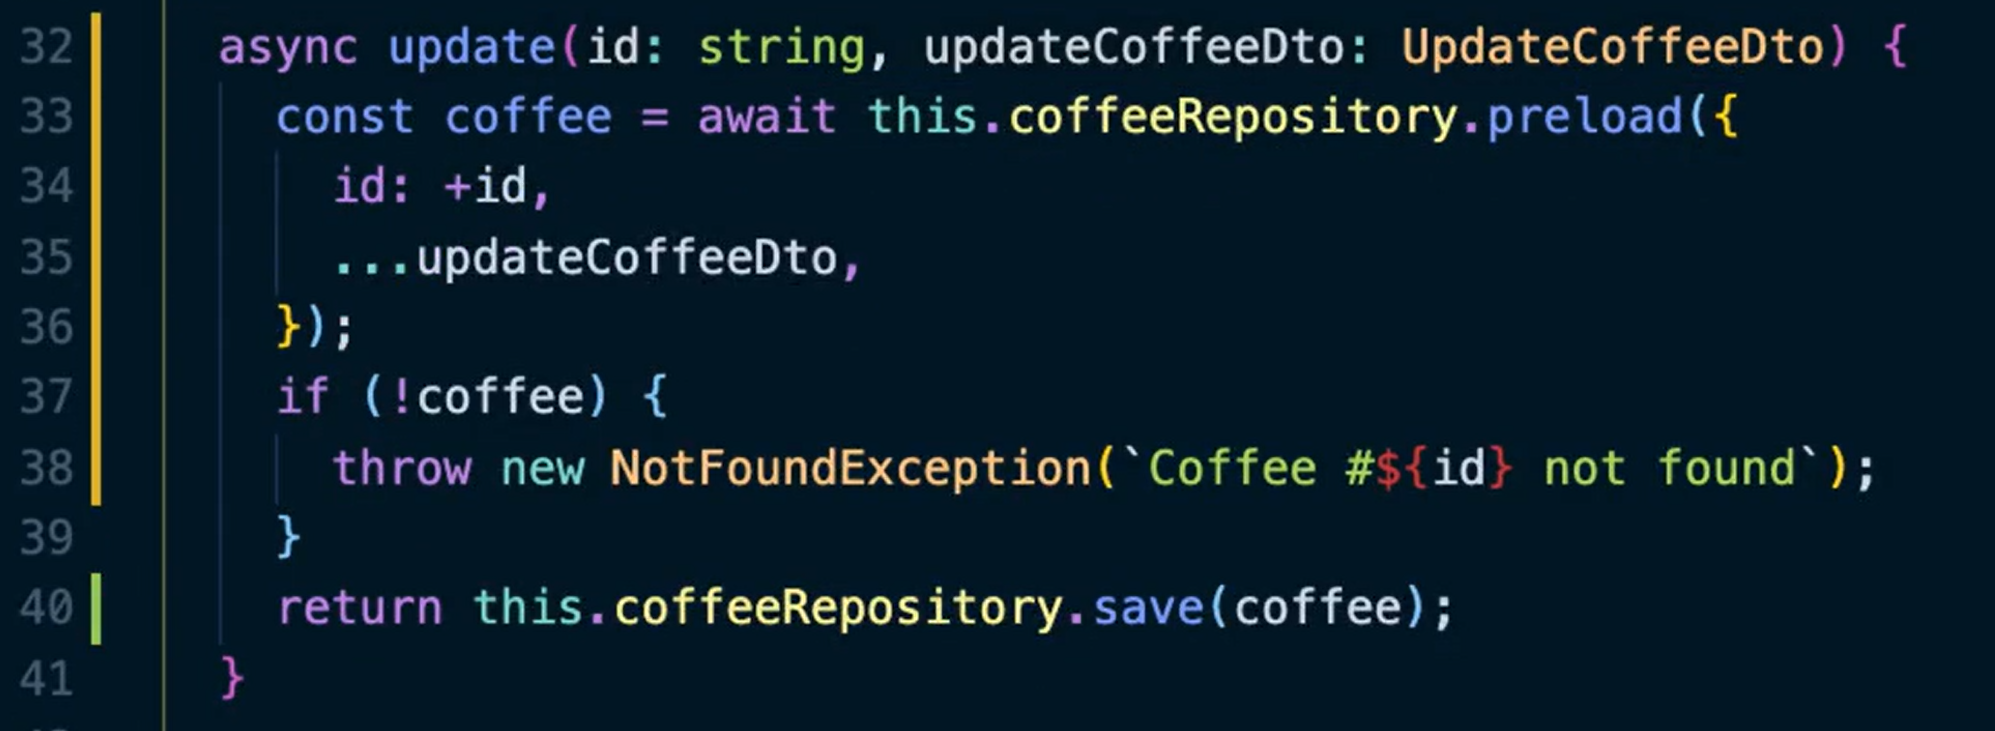 32 async update(id: string, updateCoffeeDto: UpdateCoffeeDto) {
33 const coffee = await this.coffeeRepository.preload({
34 id: +id,
35 ...updateCoffeeDto,
36 });
37 if (!coffee) {
38 throw new NotFoundException(`Coffee #${id} not found`);
39 }
40 return this.coffeeRepository.save(coffee);
41 }